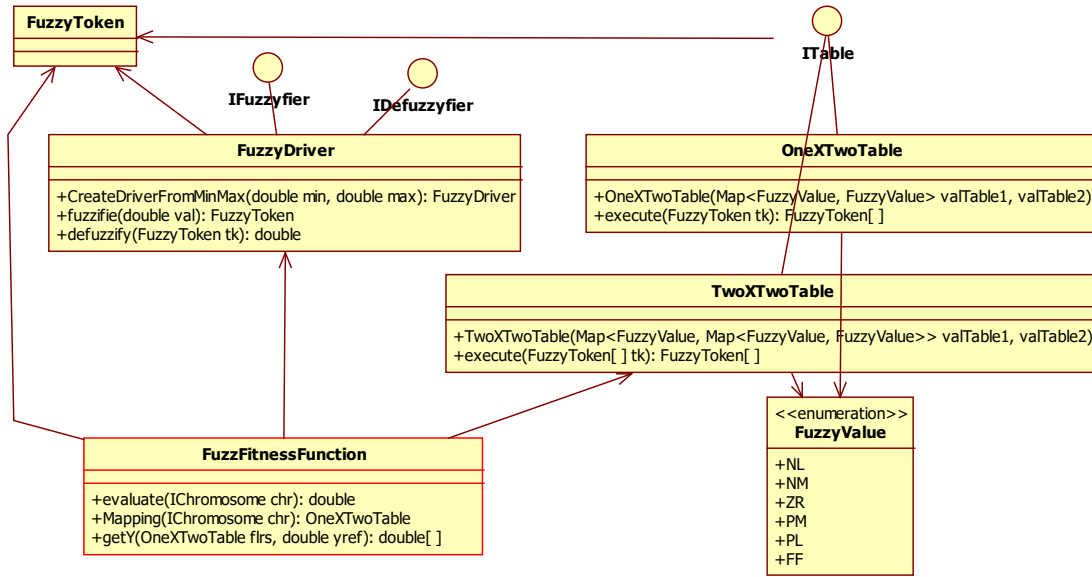 FuzzyToken
ITable
IFuzzyfier
IDefuzzyfier
FuzzyDriver
+CreateDriverFromMinMax(double min, double max): FuzzyDriver
+fuzzifie(double val): FuzzyToken
+defuzzify(FuzzyToken tk): double
OneXTwoTable
+OneXTwoTable(Map<FuzzyValue, FuzzyValue> valTable1, valTable2)
+execute(FuzzyToken tk): FuzzyToken[ ]
TwoXTwoTable
+TwoXTwoTable(Map<FuzzyValue, Map<FuzzyValue, FuzzyValue>> valTable1, valTable2)
+execute(FuzzyToken[ ] tk): FuzzyToken[ ]
<<enumeration>>
FuzzyValue
+NL
+NM
+ZR
+PM
+PL
+FF
FuzzFitnessFunction
+evaluate(IChromosome chr): double
+Mapping(IChromosome chr): OneXTwoTable
+getY(OneXTwoTable flrs, double yref): double[ ]